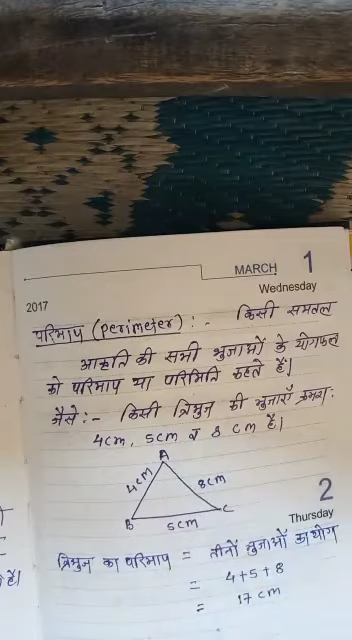 MARCH 1
Wednesday
2017
परिमाप (perimeter) :- किसी समतल
आकृति की सभी भुजाओं के योगफल
को परिमाप या परिमिति कहते हैं।
जैसे :- किसी त्रिभुज की भुजाएँ क्रमश:
4cm, 5cm व 8 cm है।
A
4cm 8cm
B C
5cm
2
Thursday
त्रिभुज का परिमाप = तीनों भुजाओं का योग
= 4+5+8
= 17 cm
हैं।